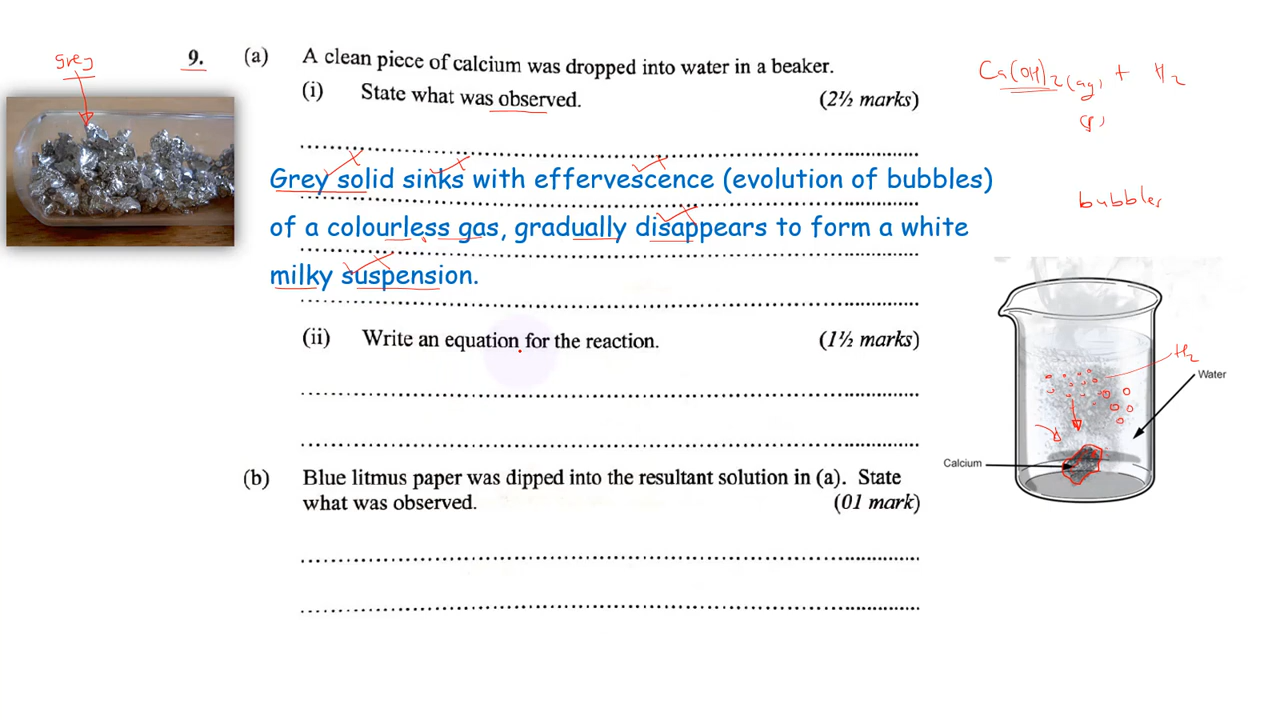 Grey
9. (a) A clean piece of calcium was dropped into water in a beaker.
(i) State what was observed. (2½ marks)
Grey solid sinks with effervescence (evolution of bubbles)
of a colourless gas, gradually disappears to form a white
milky suspension.
(ii) Write an equation for the reaction. (1½ marks)
(b) Blue litmus paper was dipped into the resultant solution in (a). State
what was observed. (01 mark)
Ca(OH)2(aq) + H2
(s)
bubbles
H2
Water
Calcium